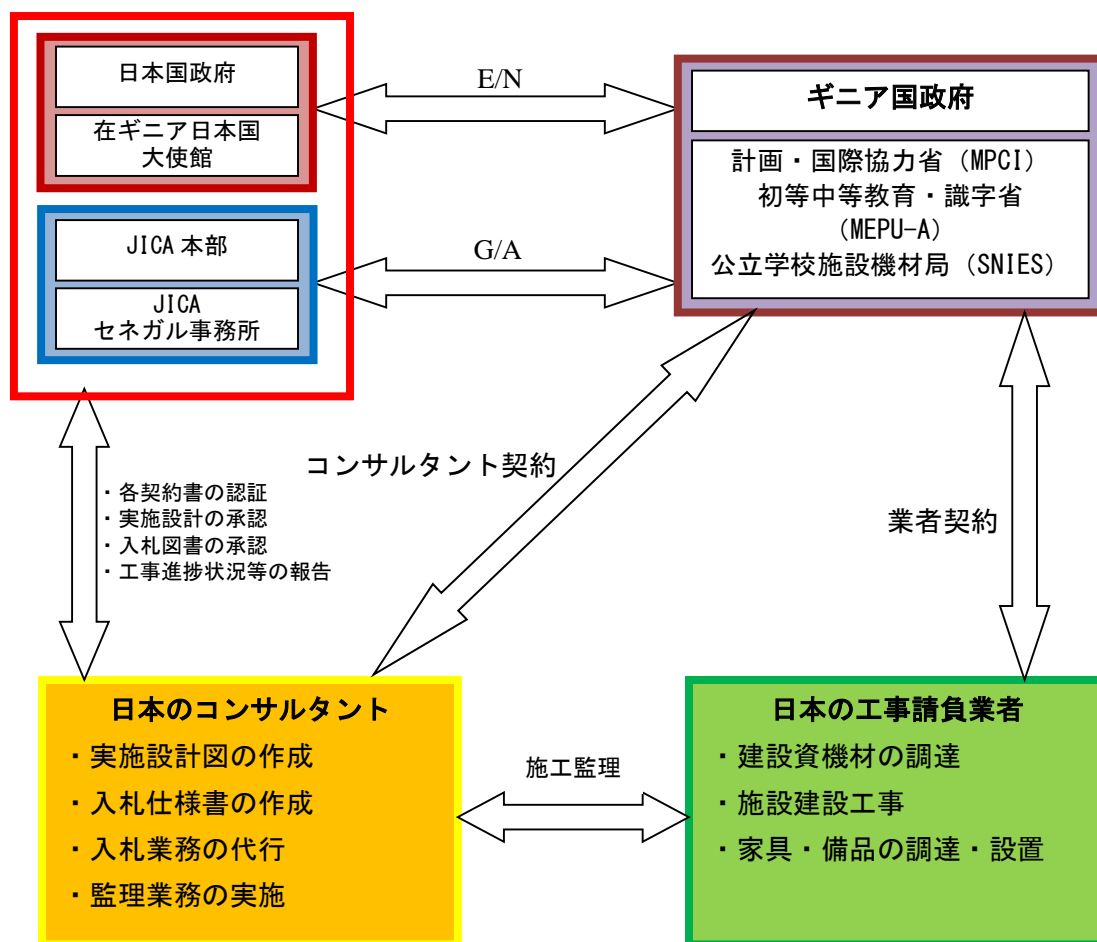 日本国政府
在ギニア日本国
大使館
JICA 本部
JICA
セネガル事務所
E/N
G/A
ギニア国政府
計画・国際協力省 (MPCI)
初等中等教育・識字省
(MEPU-A)
公立学校施設機材局 (SNIES)
コンサルタント契約
・各契約書の認証
・実施設計の承認
・入札図書の承認
・工事進捗状況等の報告
業者契約
日本のコンサルタント
・実施設計図の作成
・入札仕様書の作成
・入札業務の代行
・監理業務の実施
施工監理
日本の工事請負業者
・建設資機材の調達
・施設建設工事
・家具・備品の調達・設置